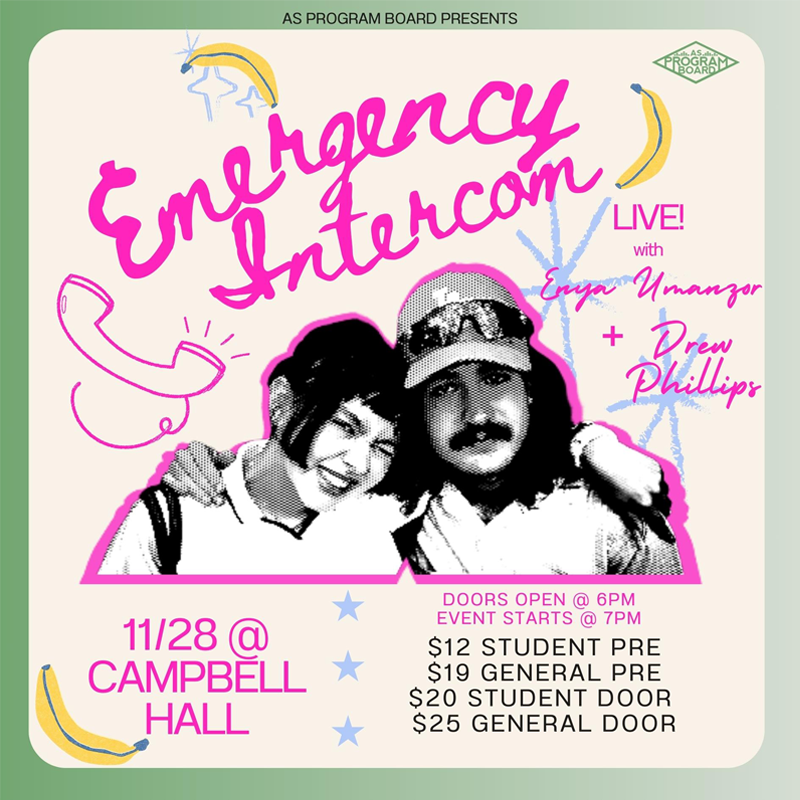 AS PROGRAM BOARD PRESENTS
AS
PROGRAM
BOARD
Emergency
Intercom
LIVE!
with
Enya Umanzor
+ Drew
Phillips
11/28 @
CAMPBELL
HALL
DOORS OPEN @ 6PM
EVENT STARTS @ 7PM
$12 STUDENT PRE
$19 GENERAL PRE
$20 STUDENT DOOR
$25 GENERAL DOOR